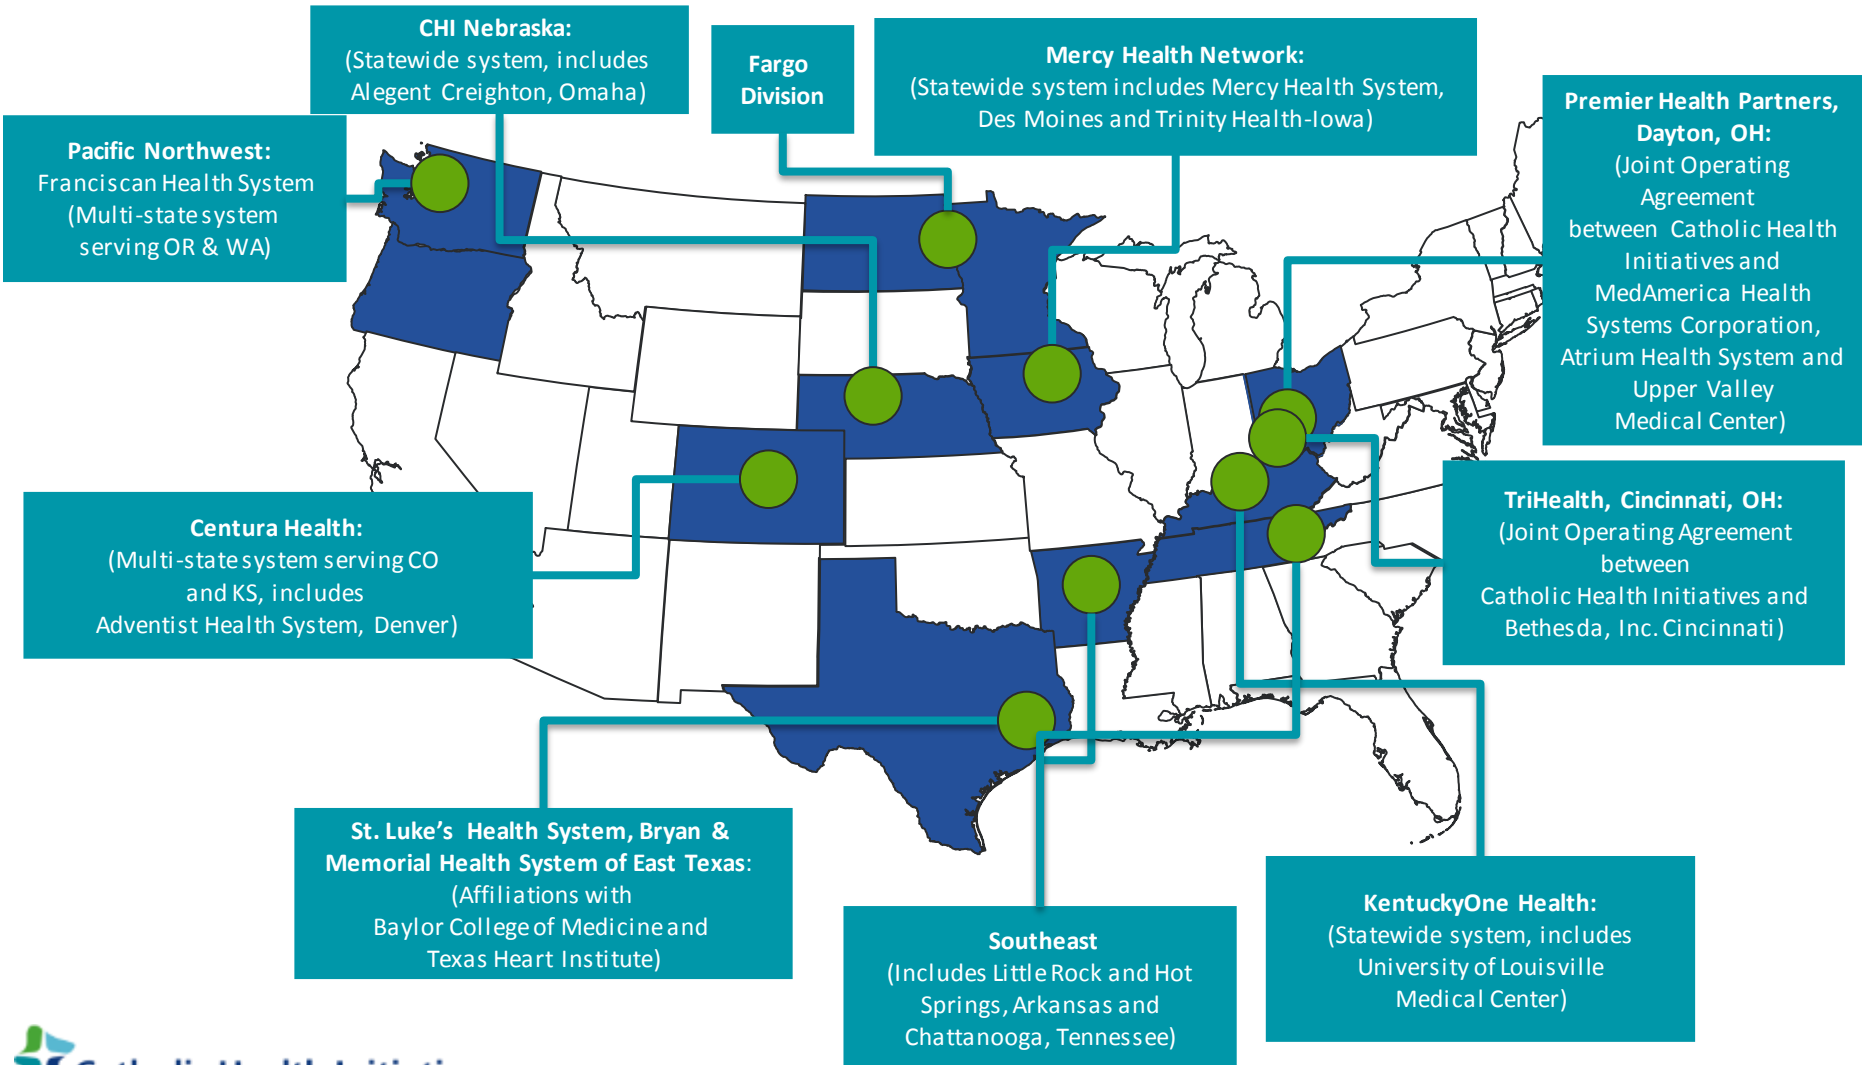 CHI Nebraska:
(Statewide system, includes
Alegent Creighton, Omaha)
Fargo
Division
Mercy Health Network:
(Statewide system includes Mercy Health System,
Des Moines and Trinity Health-Iowa)
Premier Health Partners,
Dayton, OH:
(Joint Operating
Agreement
between Catholic Health
Initiatives and
MedAmerica Health
Systems Corporation,
Atrium Health System and
Upper Valley
Medical Center)
Pacific Northwest:
Franciscan Health System
(Multi-state system
serving OR & WA)
Centura Health:
(Multi-state system serving CO
and KS, includes
Adventist Health System, Denver)
TriHealth, Cincinnati, OH:
(Joint Operating Agreement
between
Catholic Health Initiatives and
Bethesda, Inc. Cincinnati)
St. Luke’s Health System, Bryan &
Memorial Health System of East Texas:
(Affiliations with
Baylor College of Medicine and
Texas Heart Institute)
Southeast
(Includes Little Rock and Hot
Springs, Arkansas and
Chattanooga, Tennessee)
KentuckyOne Health:
(Statewide system, includes
University of Louisville
Medical Center)